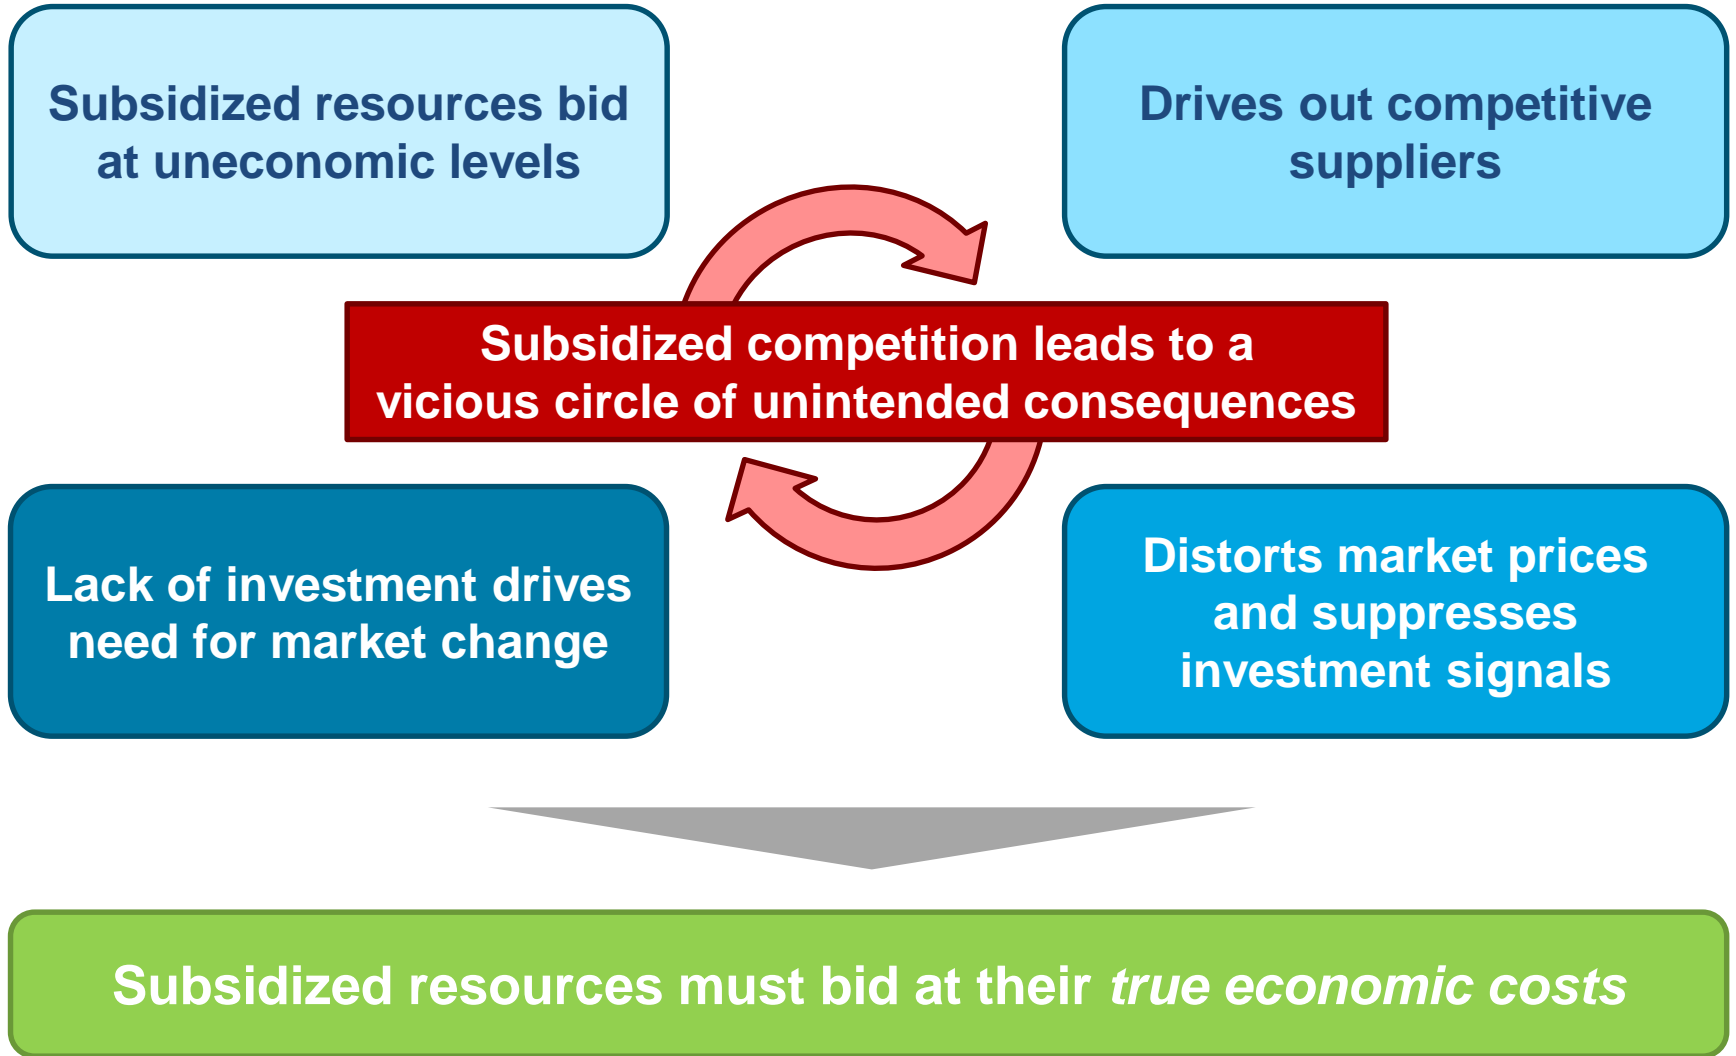 Subsidized resources bid
at uneconomic levels
Drives out competitive
suppliers
Subsidized competition leads to a
vicious circle of unintended consequences
Lack of investment drives
need for market change
Distorts market prices
and suppresses
investment signals
Subsidized resources must bid at their true economic costs